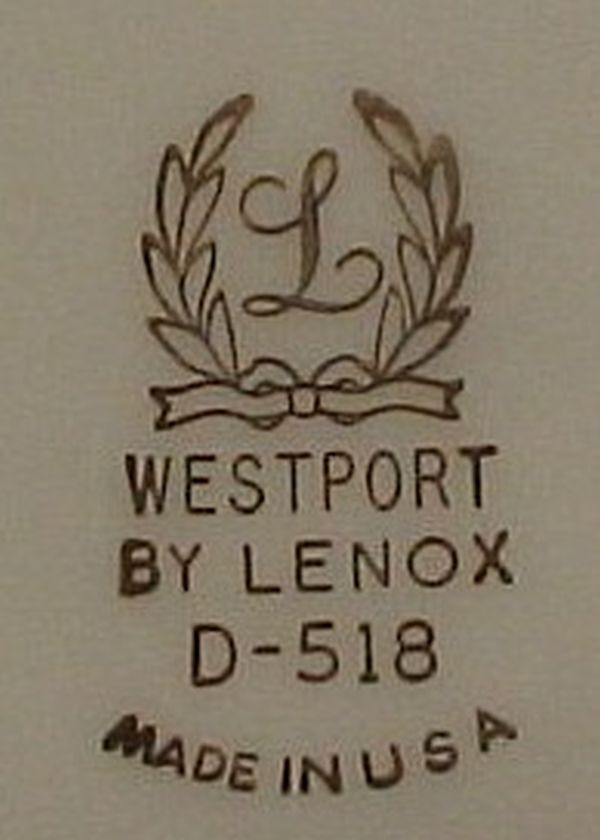 L
WESTPORT
BY LENOX
D-518
MADE IN USA